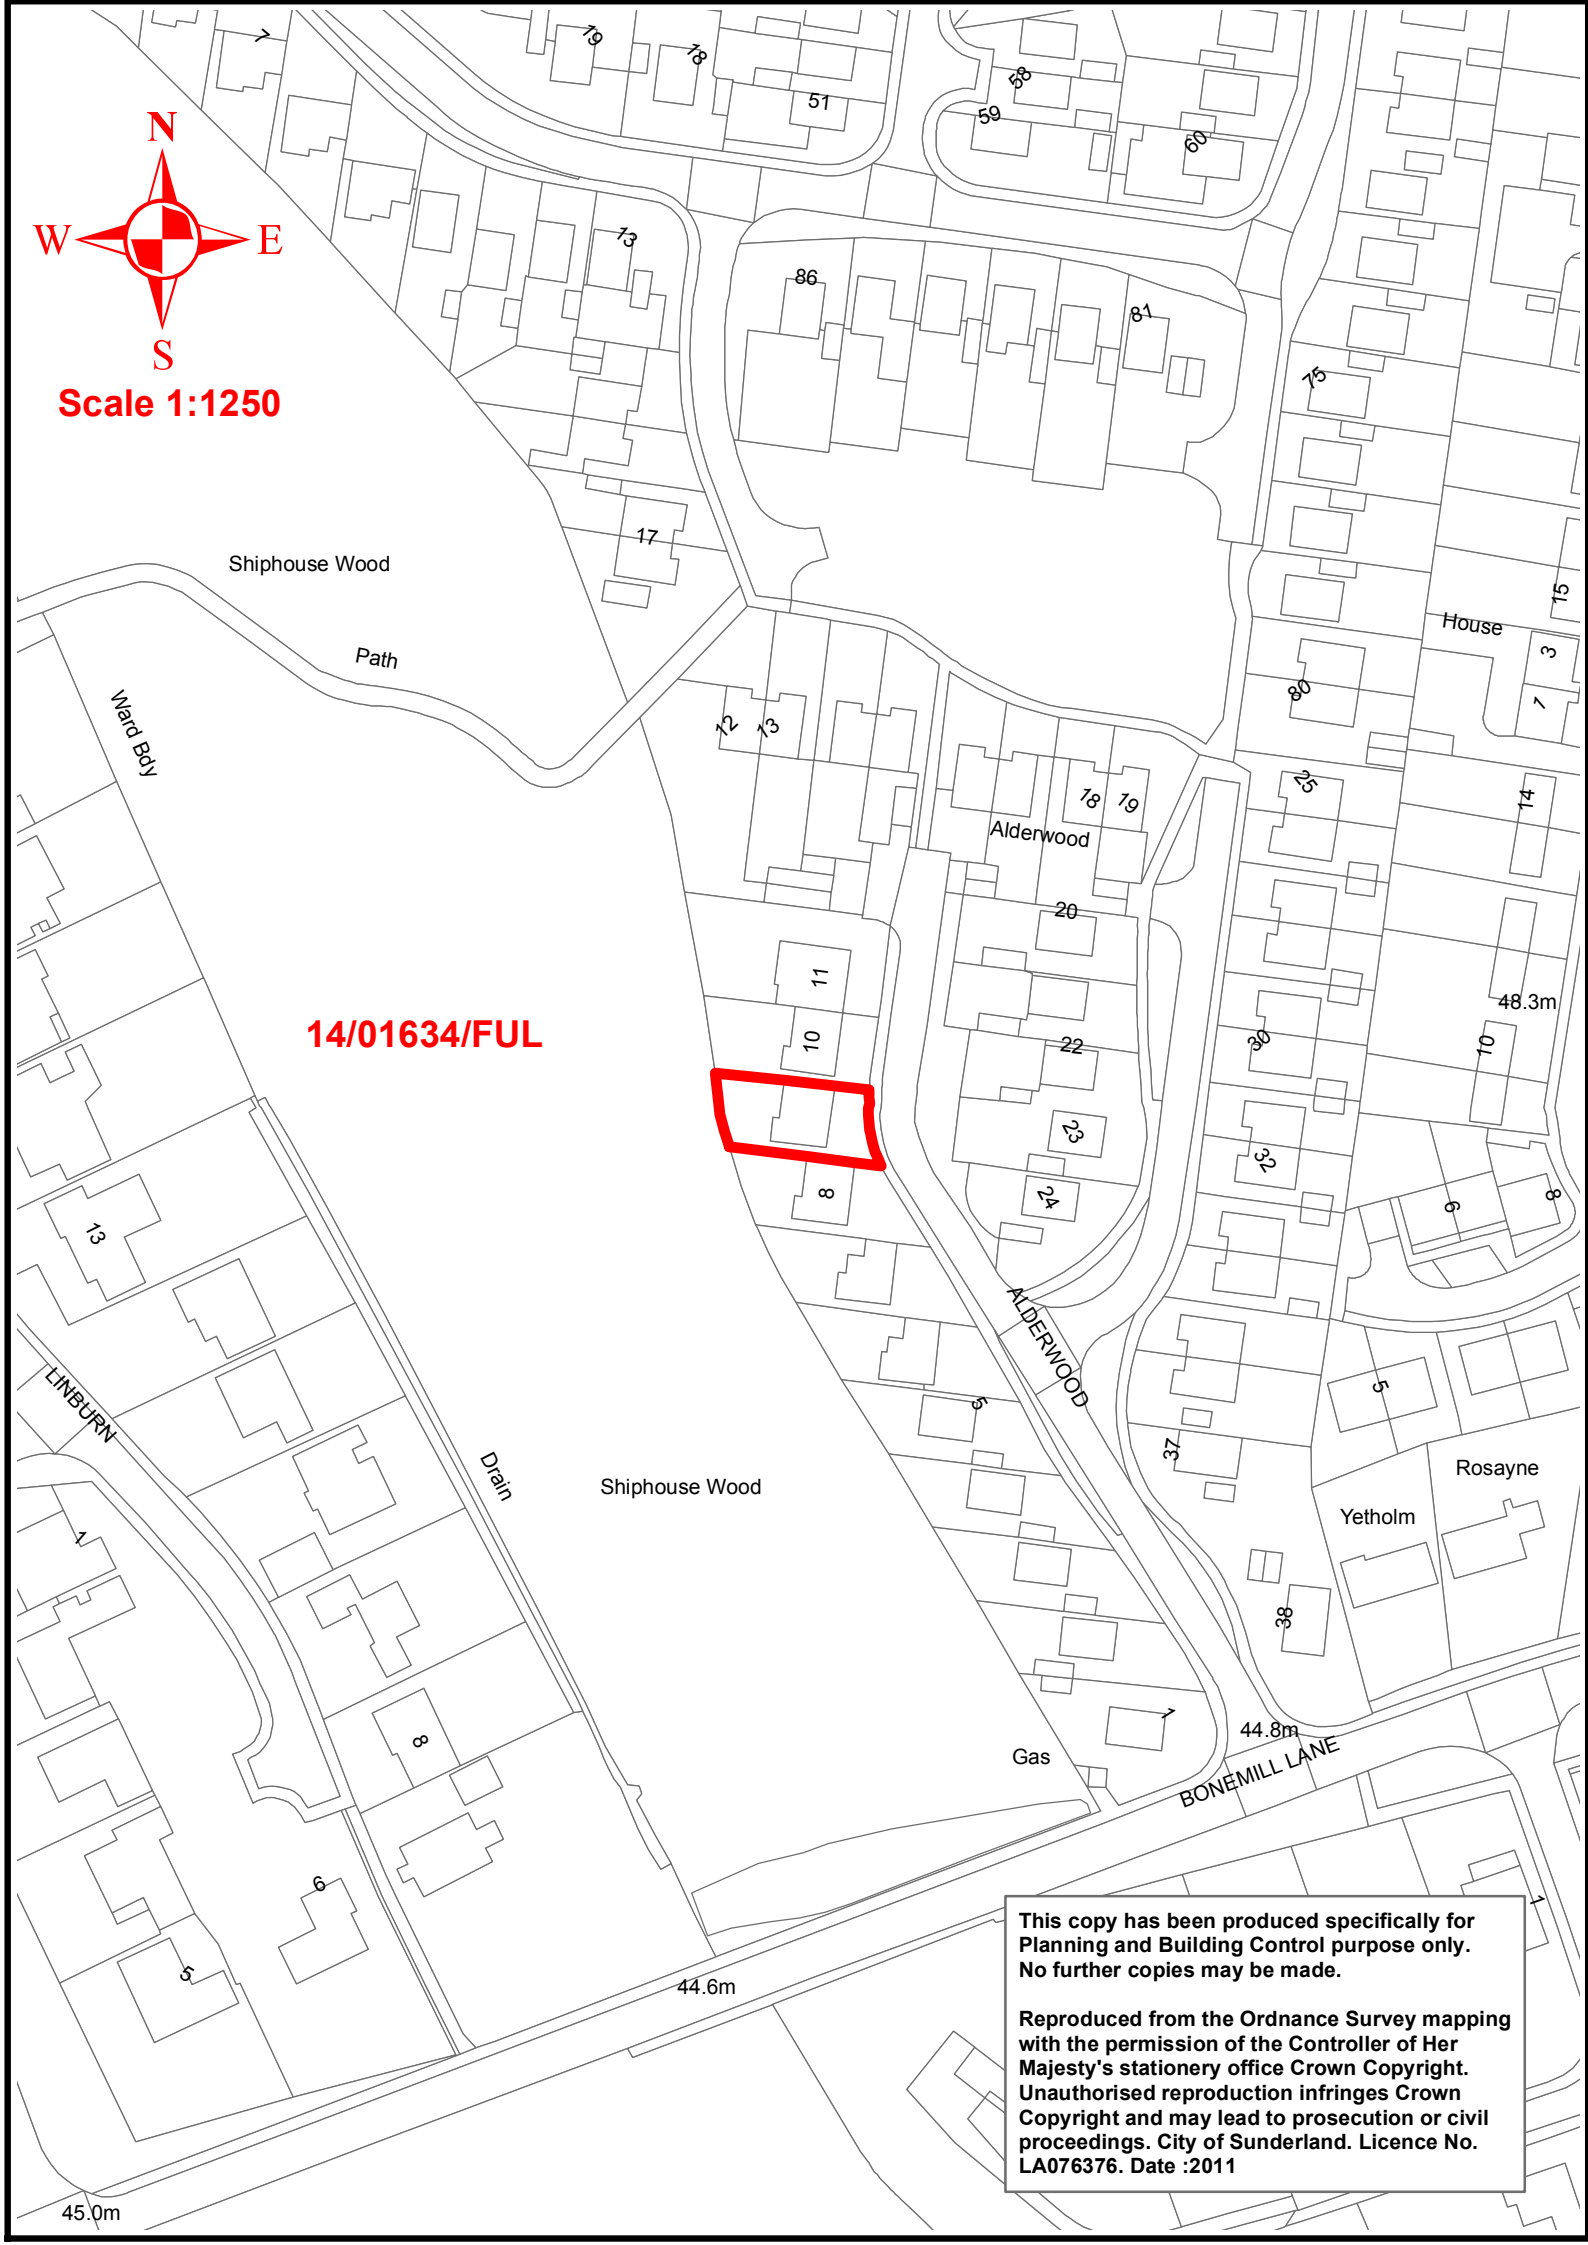 7
19
18
51
58
59
60
N
W
E
S
Scale 1:1250
13
86
81
75
17
Shiphouse Wood
Path
Ward Bdy
15
House
3
1
80
12
13
25
14
18
19
Alderwood
20
11
10
48.3m
14/01634/FUL
22
30
10
23
32
24
8
9
8
13
ALDERWOOD
LINBURN
5
5
37
Drain
Shiphouse Wood
Rosayne
Yetholm
1
38
8
1
44.8m
Gas
BONEMILL LANE
6
5
1
44.6m
45.0m
This copy has been produced specifically for
Planning and Building Control purpose only.
No further copies may be made.
Reproduced from the Ordnance Survey mapping
with the permission of the Controller of Her
Majesty's stationery office Crown Copyright.
Unauthorised reproduction infringes Crown
Copyright and may lead to prosecution or civil
proceedings. City of Sunderland. Licence No.
LA076376. Date :2011